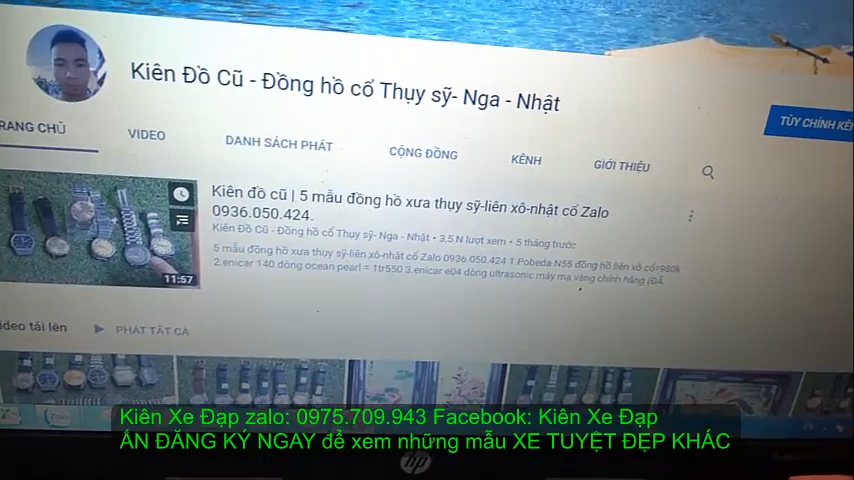 Kiên Đồ Cũ - Đồng hồ cổ Thụy sỹ- Nga - Nhật
TÙY CHỈNH KÊN
RANG CHỦ
VIDEO
DANH SÁCH PHÁT
CỘNG ĐỒNG
KÊNH
GIỚI THIỆU
Kiên đồ cũ | 5 mẫu đồng hồ xưa thụy sỹ-liên xô-nhật cổ Zalo
0936.050.424.
Kiên Đồ Cũ - Đồng hồ cổ Thụy sỹ- Nga - Nhật • 3,5 N lượt xem • 5 tháng trước
5 mẫu đồng hồ xưa thụy sỹ-liên xô-nhật cổ Zalo 0936.050.424 1.Pobeda N55 đồng hồ liên xô cổ=980k
2.enicar 140 dòng ocean pearl = 1tr550 3.enicar e04 dòng ultrasonic máy mạ vàng chính hãng (Đã
11:57
ideo tải lên
PHÁT TẤT CẢ
Kiên Xe Đạp zalo: 0975.709.943 Facebook: Kiên Xe Đạp
ẤN ĐĂNG KÝ NGAY để xem những mẫu XE TUYỆT ĐẸP KHÁC
hp